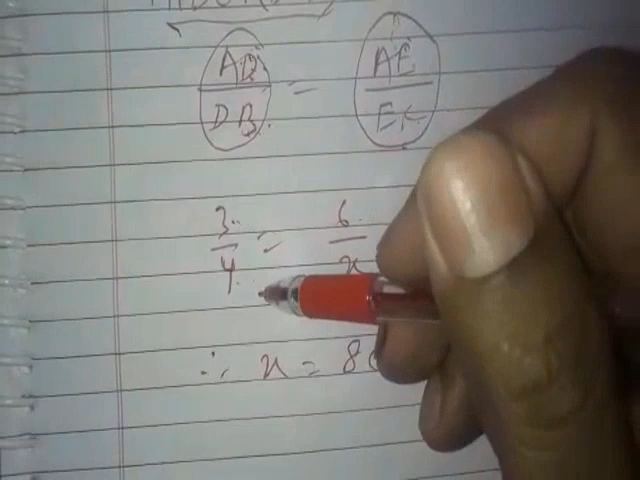 AD/DB = AE/EC
3/4 = 6/x
∴ x = 8